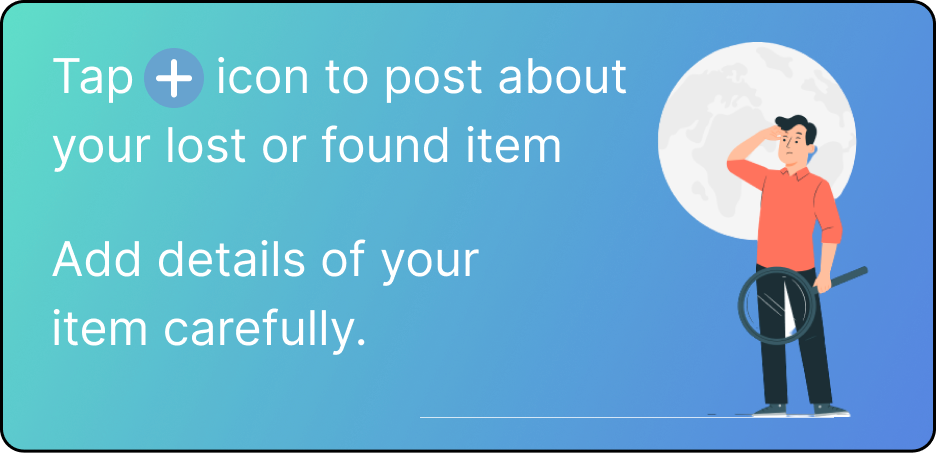 Tap + icon to post about
your lost or found item
Add details of your
item carefully.